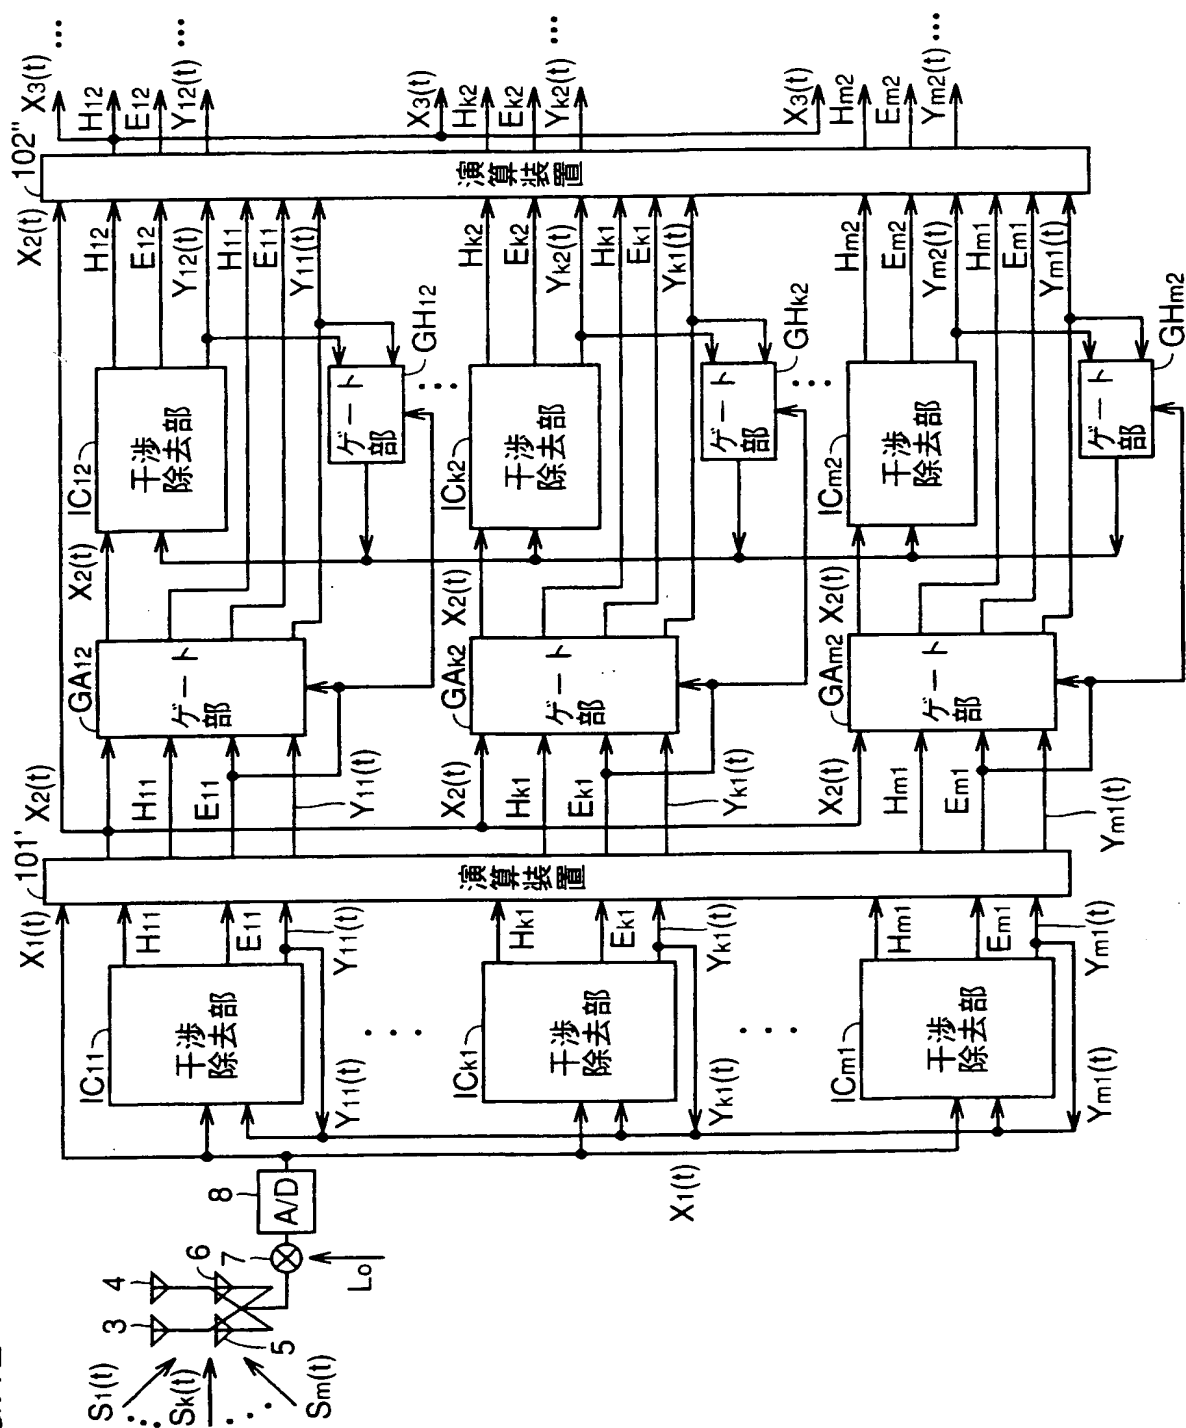 S1(t)
Sk(t)
Sm(t)
3
4
5
6
7
8
A/D
Lo
X1(t)
X1(t)
IC11
干渉
除去部
H11
E11
Y11(t)
Y11(t)
ICk1
干渉
除去部
Hk1
Ek1
Yk1(t)
Yk1(t)
ICm1
干渉
除去部
Hm1
Em1
Ym1(t)
Ym1(t)
101'
演算装置
X2(t)
H11
E11
Y11(t)
X2(t)
Hk1
Ek1
Yk1(t)
X2(t)
Hm1
Em1
Ym1(t)
GA12
ゲート
部
GAk2
ゲート
部
GAm2
ゲート
部
X2(t)
X2(t)
X2(t)
IC12
干渉
除去部
ICk2
干渉
除去部
ICm2
干渉
除去部
GH12
ゲート
部
GHk2
ゲート
部
GHm2
ゲート
部
X2(t)
H12
E12
Y12(t)
H11
E11
Y11(t)
Hk2
Ek2
Yk2(t)
Hk1
Ek1
Yk1(t)
Hm2
Em2
Ym2(t)
Hm1
Em1
Ym1(t)
102"
演算装置
X3(t)
H12
E12
Y12(t)
X3(t)
Hk2
Ek2
Yk2(t)
X3(t)
Hm2
Em2
Ym2(t)